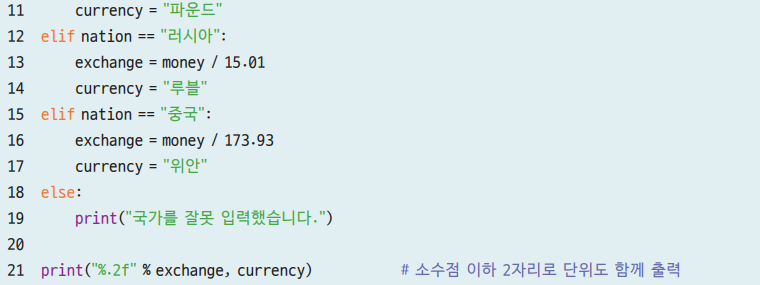 11 currency = "파운드"
12 elif nation == "러시아":
13 exchange = money / 15.01
14 currency = "루블"
15 elif nation == "중국":
16 exchange = money / 173.93
17 currency = "위안"
18 else:
19 print("국가를 잘못 입력했습니다.")
20
21 print("%.2f" % exchange, currency) # 소수점 이하 2자리로 단위도 함께 출력